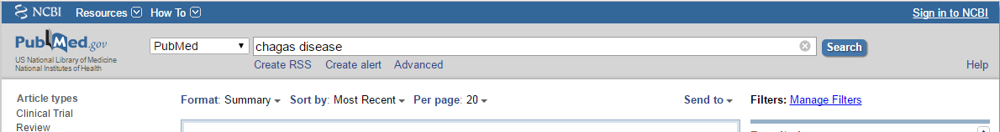 NCBI Resources How To Sign in to NCBI
PubMed.gov
US National Library of Medicine
National Institutes of Health
PubMed chagas disease Search
Create RSS Create alert Advanced Help
Article types
Clinical Trial
Review
Format: Summary Sort by: Most Recent Per page: 20 Send to Filters: Manage Filters